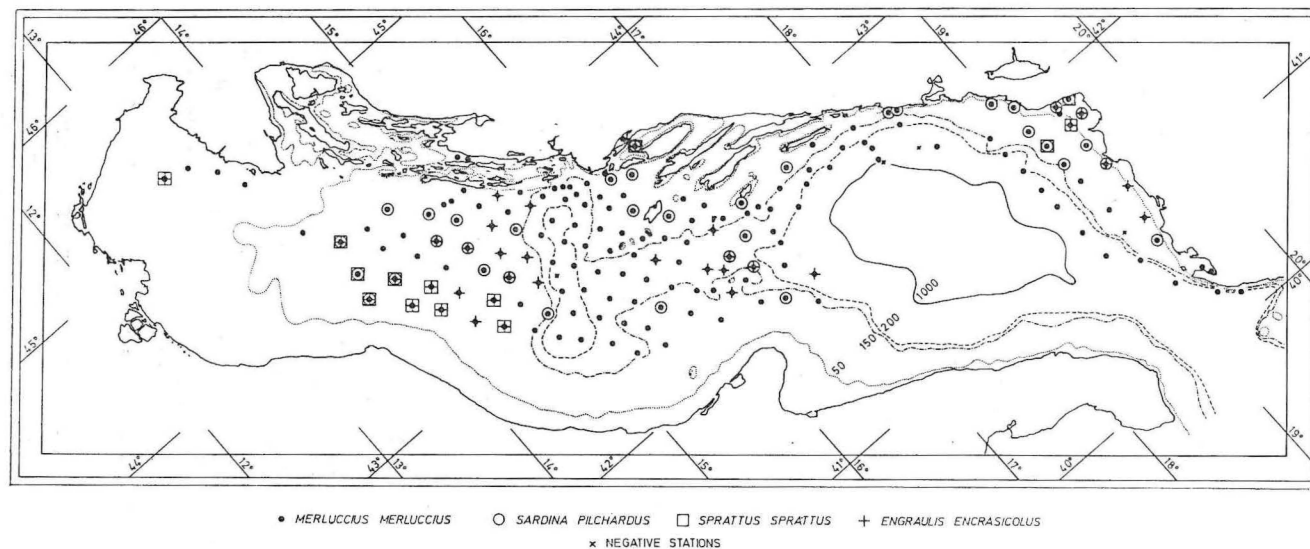 13° 46° 14° 15° 45° 16° 44° 17° 18° 43° 19° 20° 42° 41°
46°
12°
45°
1000
200
150
50
20°
40°
19°
44° 12° 43° 13° 14° 42° 15° 41° 16° 17° 40° 18°
MERLUCCIUS MERLUCCIUS SARDINA PILCHARDUS SPRATTUS SPRATTUS ENGRAULIS ENCRASICOLUS
× NEGATIVE STATIONS